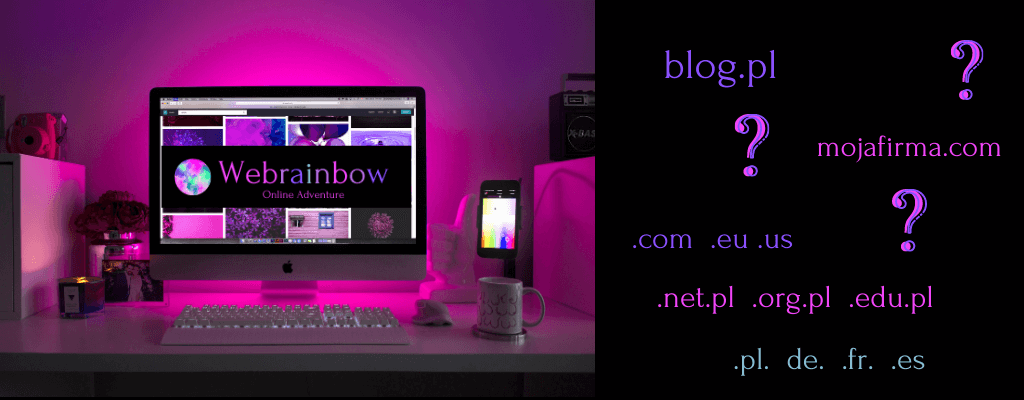 Webrainbow
Online Adventure
blog.pl
?
?
mojafirma.com
?
.com .eu .us
.net.pl .org.pl .edu.pl
.pl. de. .fr. .es